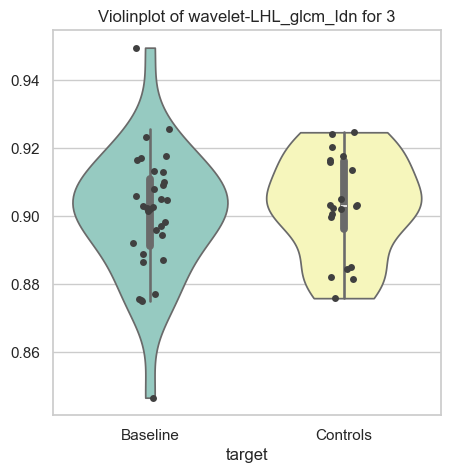 Violinplot of wavelet-LHL_glcm_Idn for 3
0.94
0.92
0.90
0.88
0.86
Baseline Controls
target